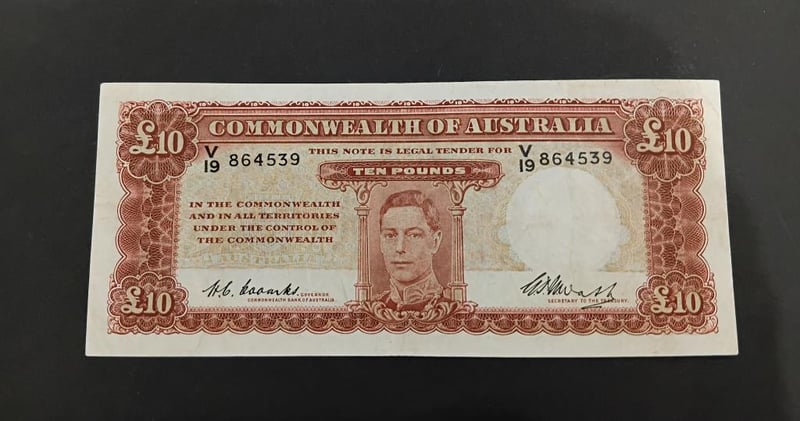 £10 COMMONWEALTH OF AUSTRALIA £10
V/19 864539 THIS NOTE IS LEGAL TENDER FOR V/19 864539
TEN POUNDS
IN THE COMMONWEALTH
AND IN ALL TERRITORIES
UNDER THE CONTROL OF
THE COMMONWEALTH
GOVERNOR
COMMONWEALTH BANK OF AUSTRALIA.
SECRETARY TO THE TREASURY.
£10 £10